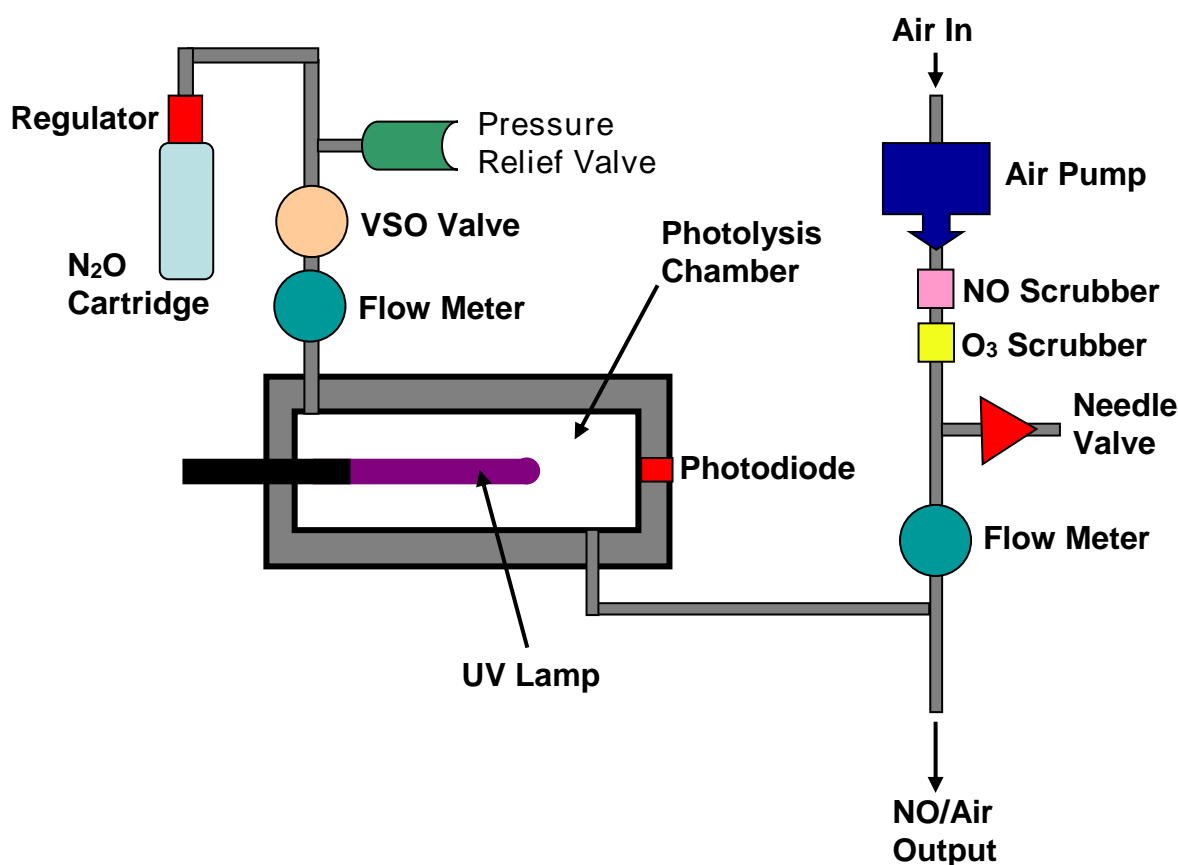 Air In
Regulator
Pressure
Relief Valve
Air Pump
VSO Valve
Photolysis
Chamber
N₂O
Cartridge
Flow Meter
NO Scrubber
O₃ Scrubber
Needle
Valve
Photodiode
Flow Meter
UV Lamp
NO/Air
Output